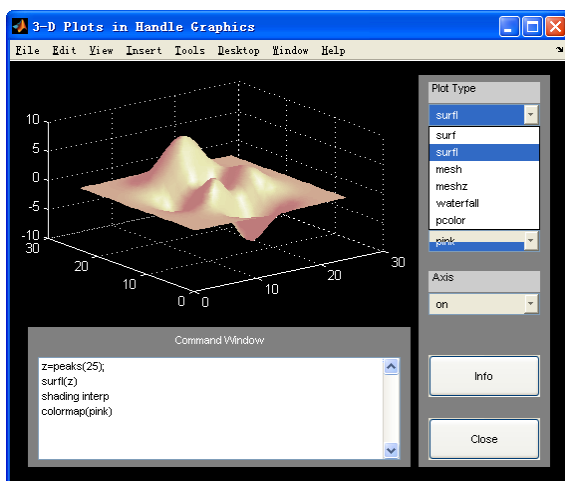 3-D Plots in Handle Graphics
File Edit View Insert Tools Desktop Window Help
10
5
0
-5
-10
30
20
10
0
0
10
20
30
Plot Type
surfl
surf
surfl
mesh
meshz
waterfall
pcolor
pink
Axis
on
Command Window
z=peaks(25);
surfl(z)
shading interp
colormap(pink)
Info
Close